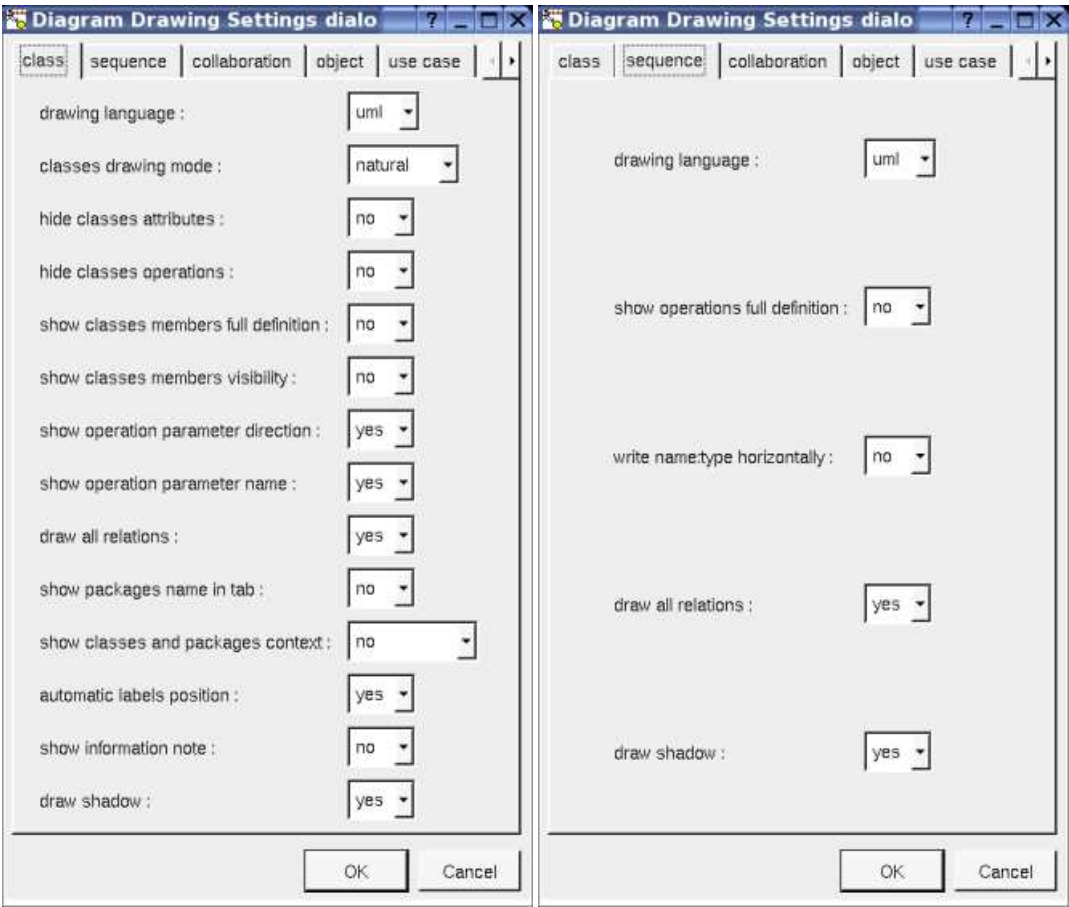 Diagram Drawing Settings dialo
class sequence collaboration object use case
drawing language : uml
classes drawing mode : natural
hide classes attributes : no
hide classes operations : no
show classes members full definition : no
show classes members visibility : no
show operation parameter direction : yes
show operation parameter name : yes
draw all relations : yes
show packages name in tab : no
show classes and packages context : no
automatic labels position : yes
show information note : no
draw shadow : yes
OK Cancel
Diagram Drawing Settings dialo
class sequence collaboration object use case
drawing language : uml
show operations full definition : no
write name:type horizontally : no
draw all relations : yes
draw shadow : yes
OK Cancel